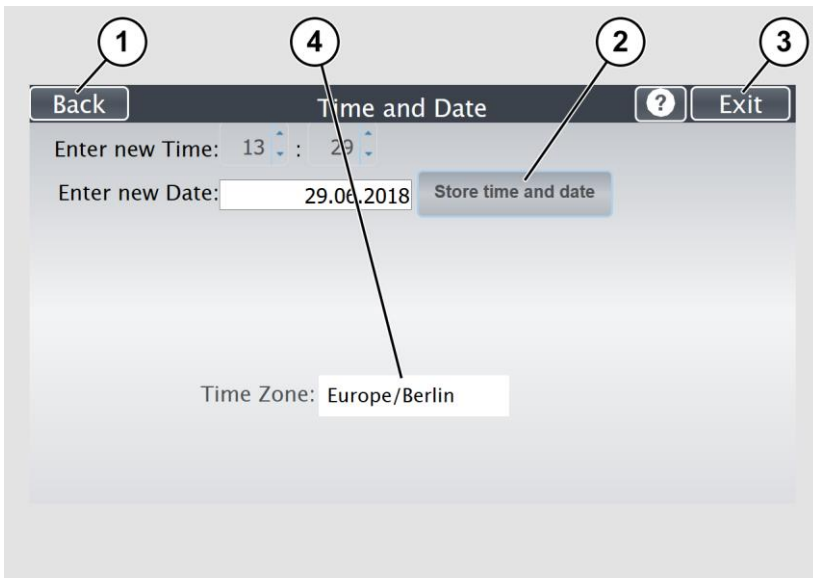 1 4 2 3
Back Time and Date ? Exit
Enter new Time: 13 : 29
Enter new Date: 29.06.2018 Store time and date
Time Zone: Europe/Berlin